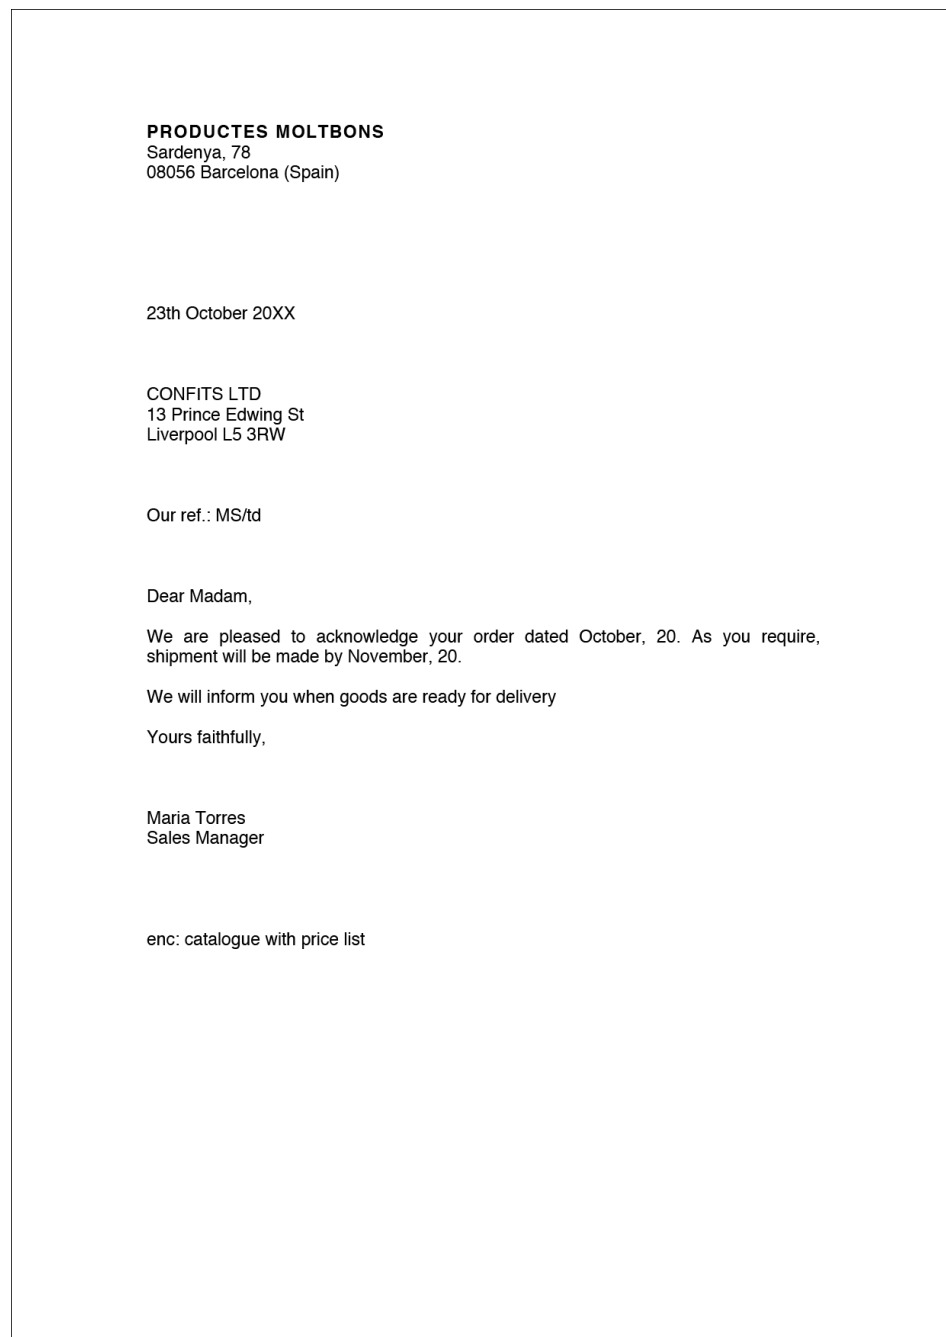 PRODUCTES MOLTBONS
Sardenya, 78
08056 Barcelona (Spain)
23th October 20XX
CONFITS LTD
13 Prince Edwing St
Liverpool L5 3RW
Our ref.: MS/td
Dear Madam,
We are pleased to acknowledge your order dated October, 20. As you require,
shipment will be made by November, 20.
We will inform you when goods are ready for delivery
Yours faithfully,
Maria Torres
Sales Manager
enc: catalogue with price list